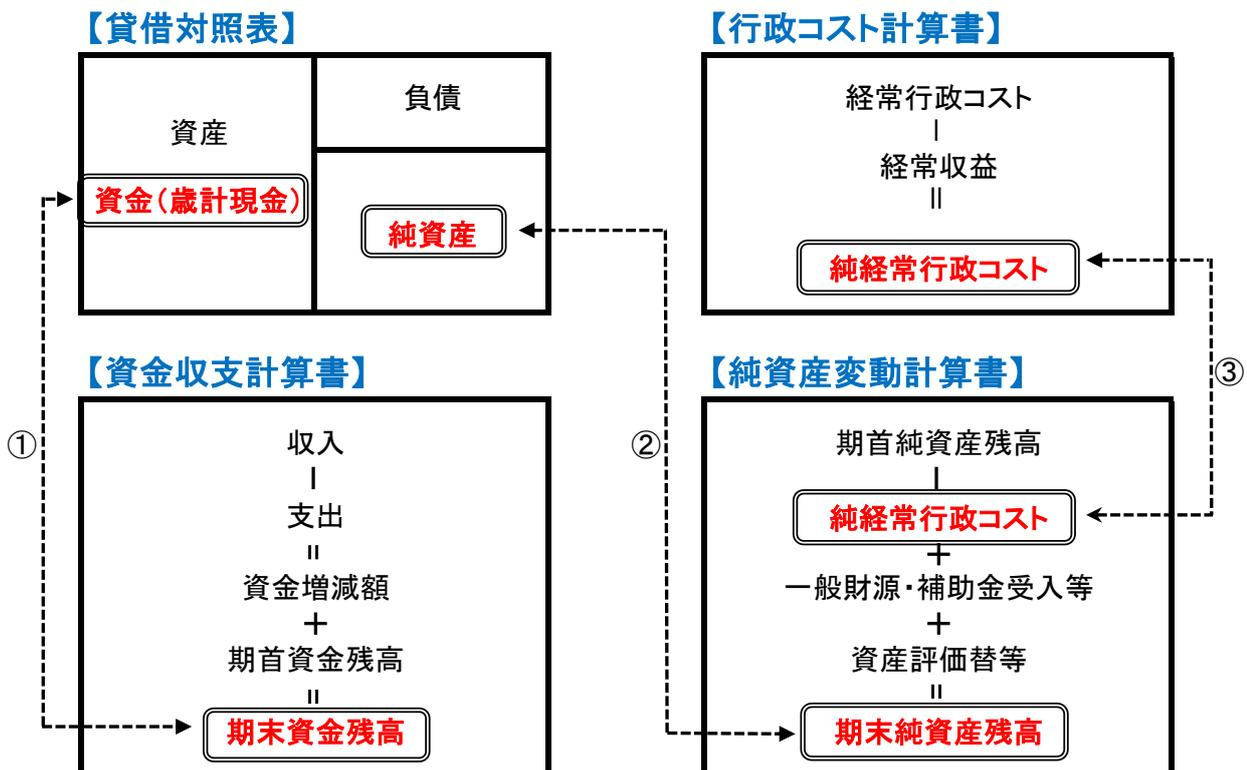 【貸借対照表】
資産
資金(歳計現金)
負債
純資産
【行政コスト計算書】
経常行政コスト
－
経常収益
＝
純経常行政コスト
【資金収支計算書】
収入
－
支出
＝
資金増減額
＋
期首資金残高
＝
期末資金残高
【純資産変動計算書】
期首純資産残高
－
純経常行政コスト
＋
一般財源・補助金受入等
＋
資産評価替等
＝
期末純資産残高
①
②
③